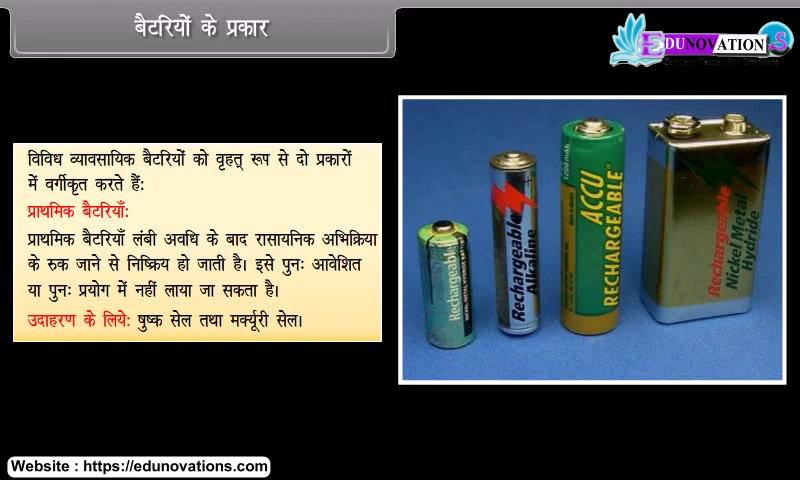 बैटरियों के प्रकार
EDUNOVATIONS
विविध व्यावसायिक बैटरियों को वृहत् रूप से दो प्रकारों
में वर्गीकृत करते हैं:
प्राथमिक बैटरियाँ:
प्राथमिक बैटरियाँ लंबी अवधि के बाद रासायनिक अभिक्रिया
के रुक जाने से निष्क्रिय हो जाती है। इसे पुनः आवेशित
या पुनः प्रयोग में नहीं लाया जा सकता है।
उदाहरण के लिये: षुष्क सेल तथा मर्क्यूरी सेल।
Rechargeable
Rechargeable
Alkaline
1200mAh
ACCU
RECHARGEABLE
Rechargeable
Nickel Metal
Hydride
Website : https://edunovations.com